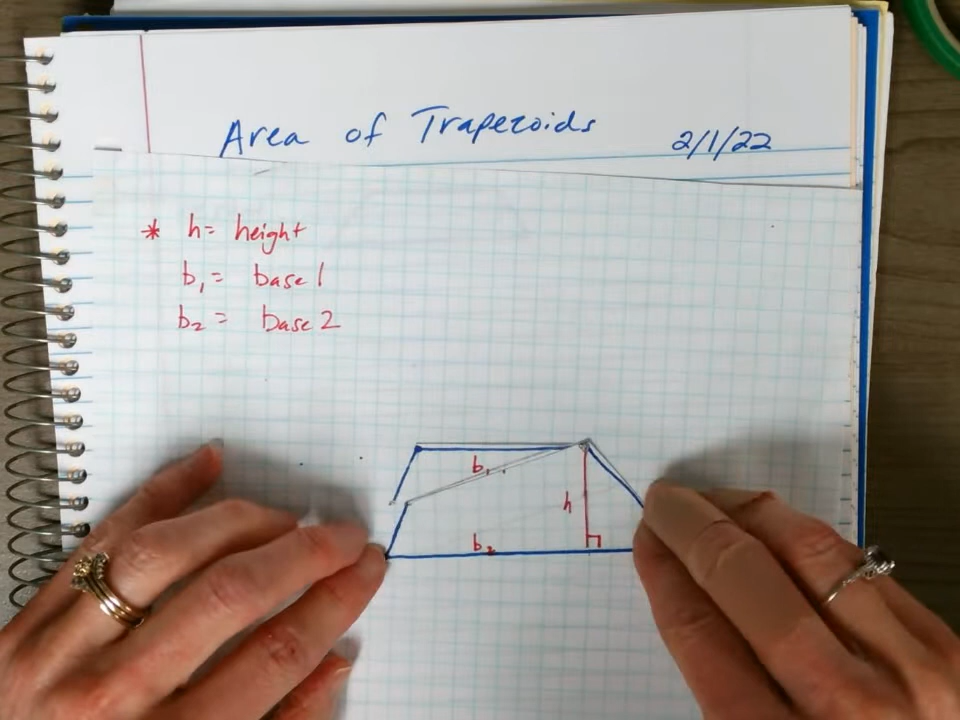 Area of Trapezoids 2/1/22
* h= height
b₁ = base 1
b₂ = base 2
b₁
h
b₂